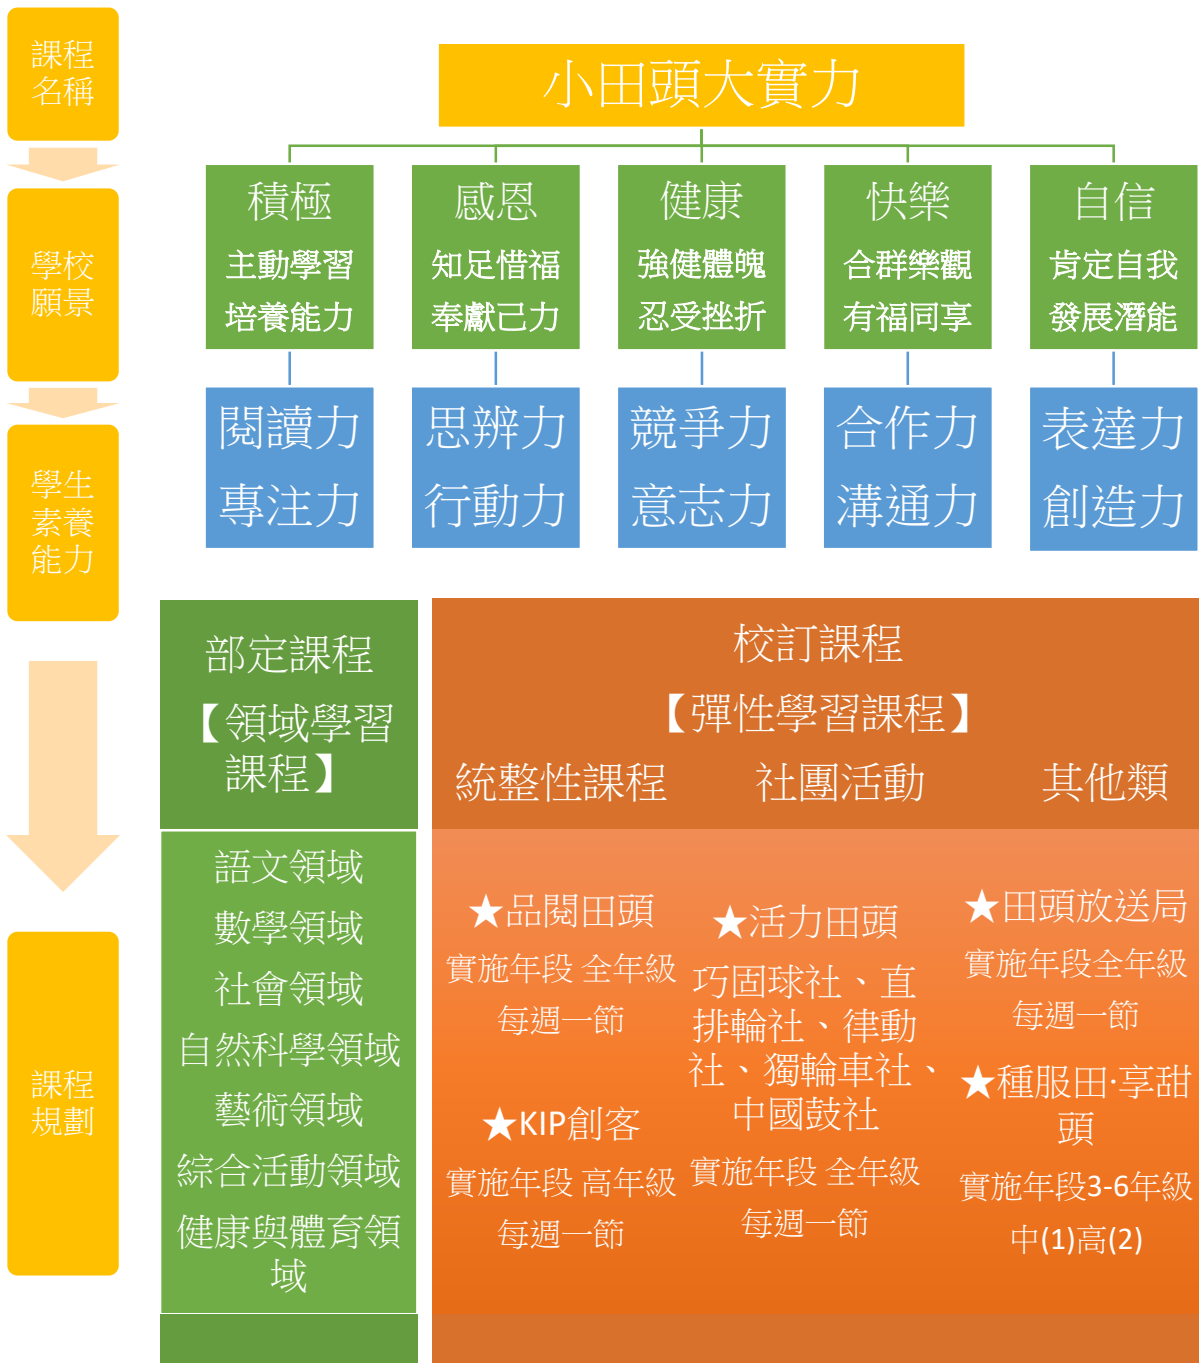 課程
名稱
小田頭大實力
學校
願景
積極
主動學習
培養能力
感恩
知足惜福
奉獻己力
健康
強健體魄
忍受挫折
快樂
合群樂觀
有福同享
自信
肯定自我
發展潛能
學生
素養
能力
閱讀力
專注力
思辨力
行動力
競爭力
意志力
合作力
溝通力
表達力
創造力
課程
規劃
部定課程
【領域學習
課程】
語文領域
數學領域
社會領域
自然科學領域
藝術領域
綜合活動領域
健康與體育領
域
校訂課程
【彈性學習課程】
統整性課程 社團活動 其他類
★品閱田頭
實施年段 全年級
每週一節
★KIP創客
實施年段 高年級
每週一節
★活力田頭
巧固球社、直
排輪社、律動
社、獨輪車社、
中國鼓社
實施年段 全年級
每週一節
★田頭放送局
實施年段全年級
每週一節
★種服田·享甜
頭
實施年段3-6年級
中(1)高(2)